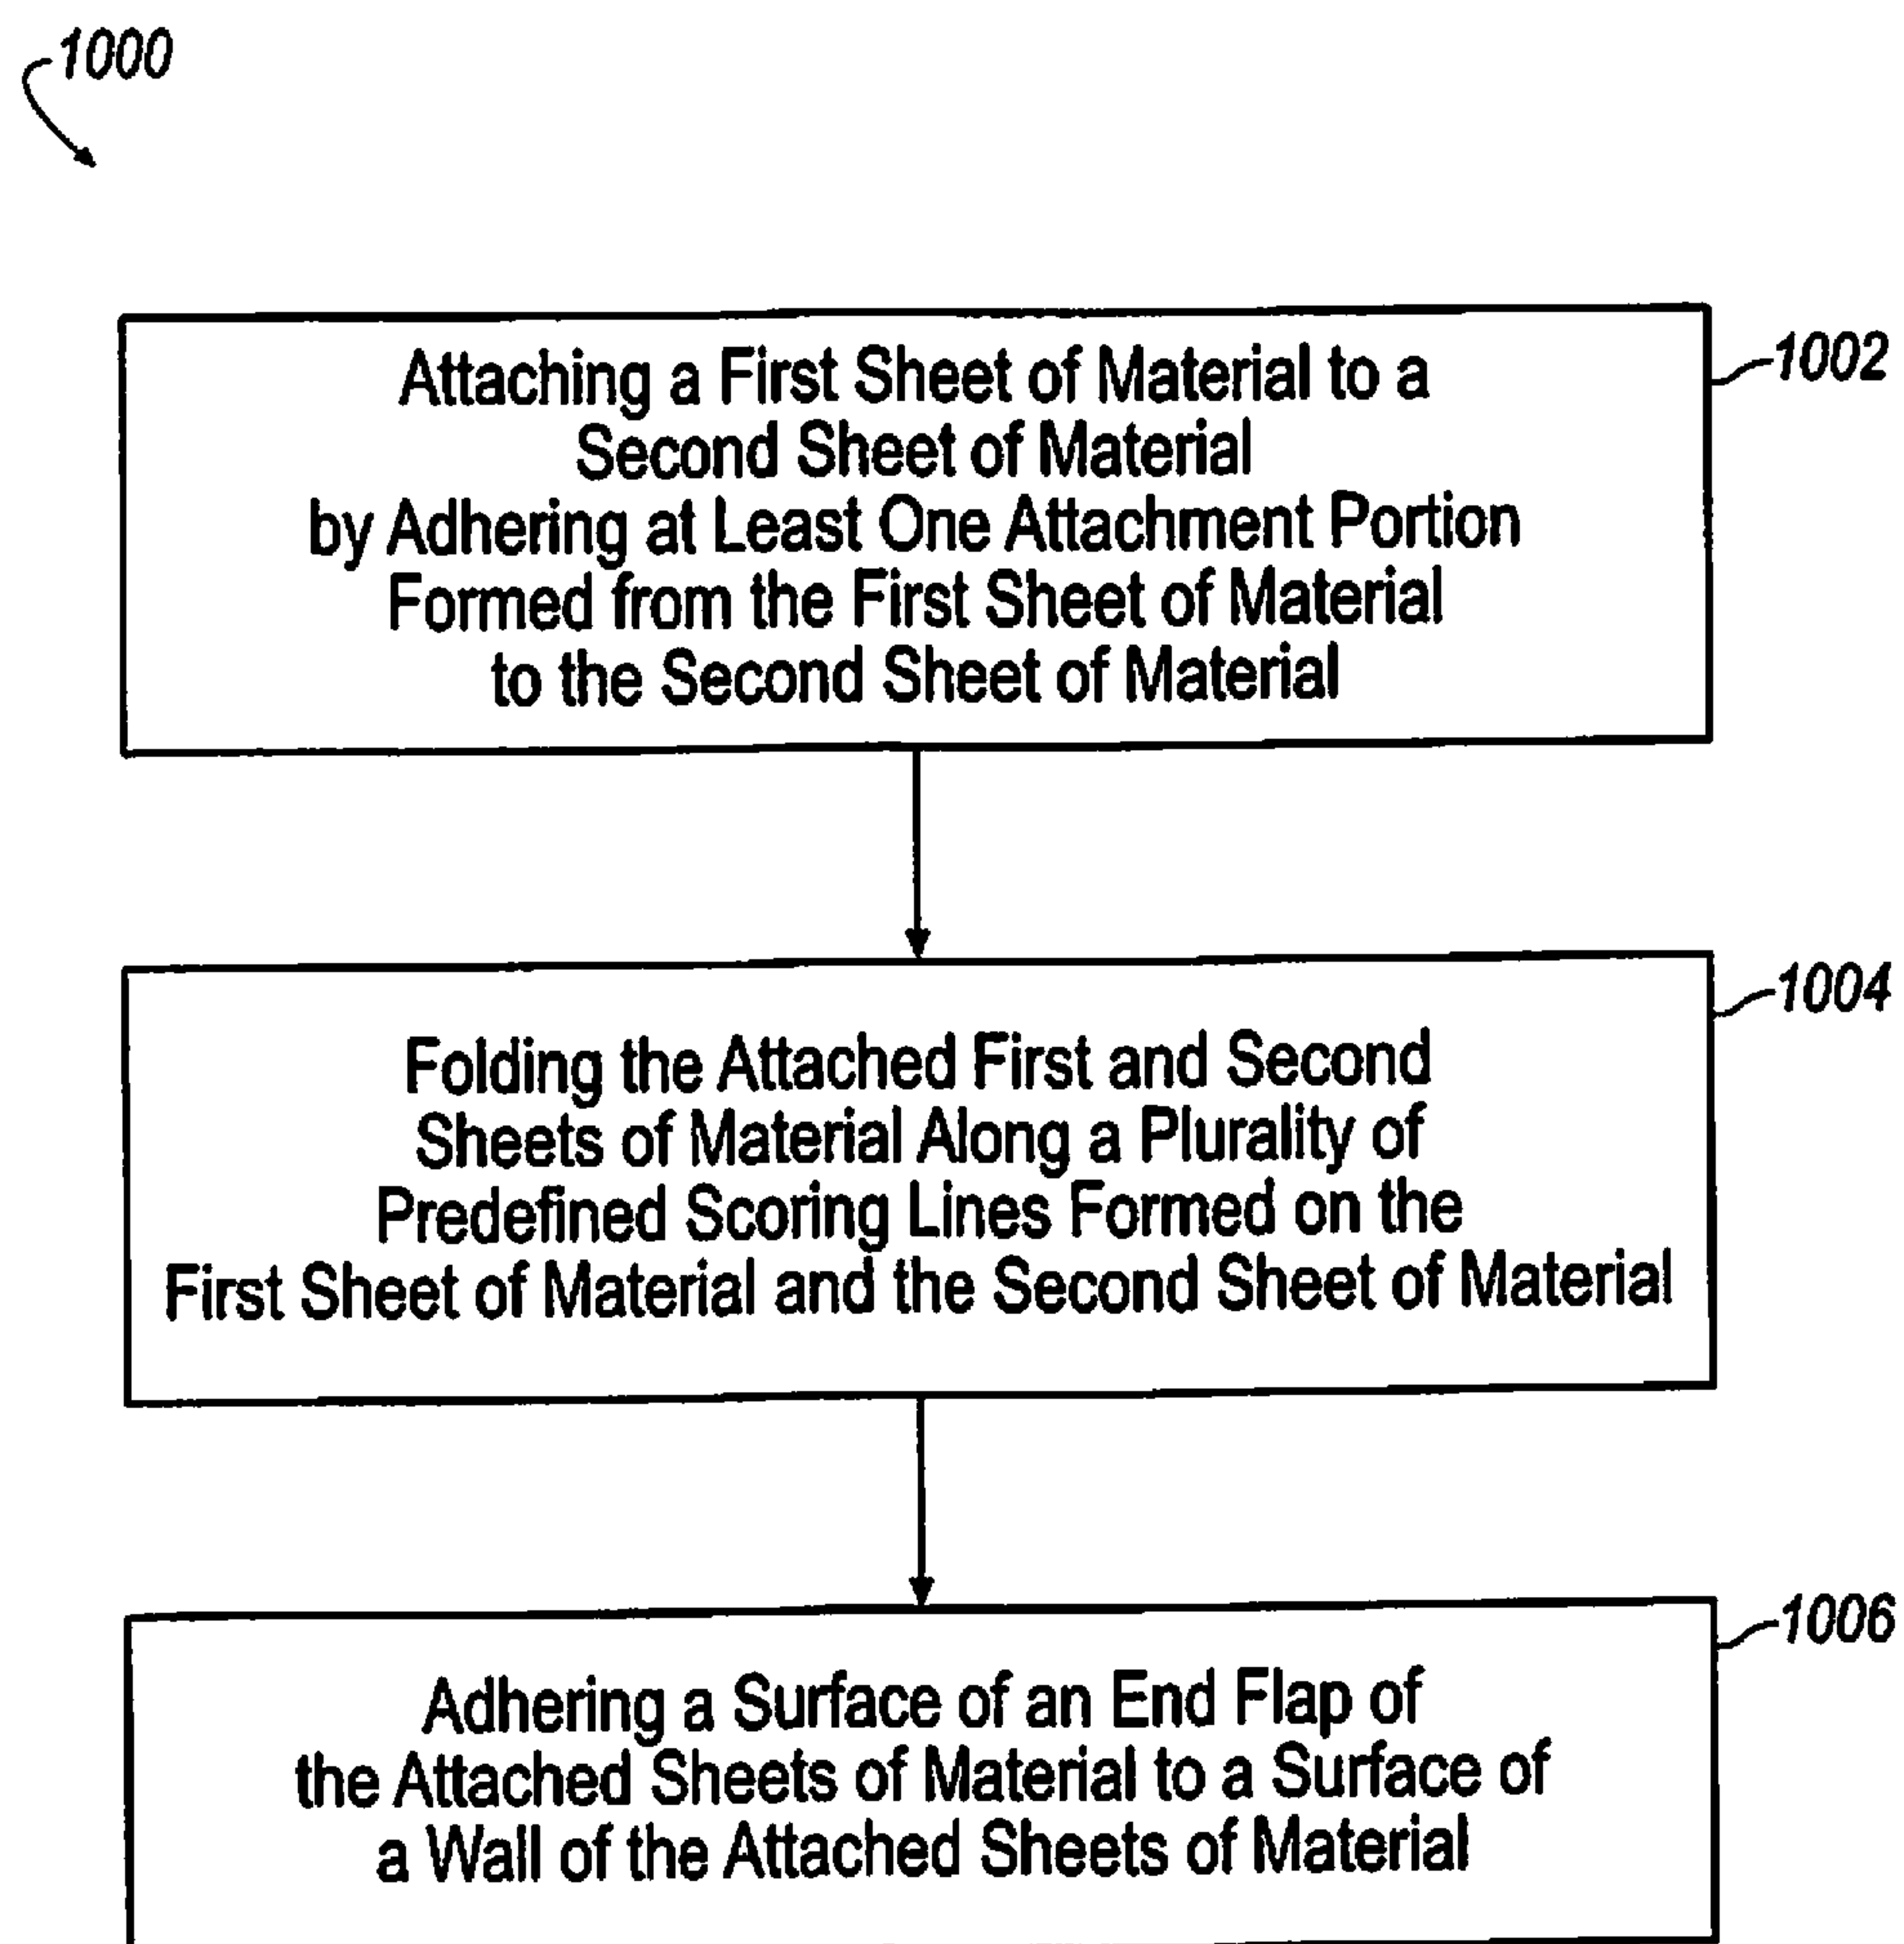 1000
Attaching a First Sheet of Material to a
Second Sheet of Material
by Adhering at Least One Attachment Portion
Formed from the First Sheet of Material
to the Second Sheet of Material
1002
Folding the Attached First and Second
Sheets of Material Along a Plurality of
Predefined Scoring Lines Formed on the
First Sheet of Material and the Second Sheet of Material
1004
Adhering a Surface of an End Flap of
the Attached Sheets of Material to a Surface of
a Wall of the Attached Sheets of Material
1006